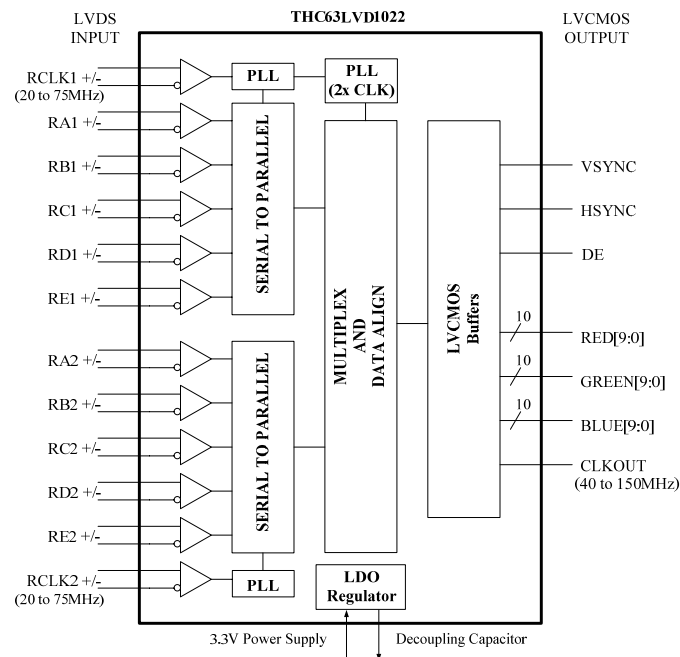 LVDS
INPUT
THC63LVD1022
LVCMOS
OUTPUT
RCLK1 +/-
(20 to 75MHz)
RA1 +/-
RB1 +/-
RC1 +/-
RD1 +/-
RE1 +/-
RA2 +/-
RB2 +/-
RC2 +/-
RD2 +/-
RE2 +/-
RCLK2 +/-
(20 to 75MHz)
PLL
PLL
(2x CLK)
SERIAL TO PARALLEL
SERIAL TO PARALLEL
PLL
MULTIPLEX
AND
DATA ALIGN
LVCMOS
Buffers
LDO
Regulator
VSYNC
HSYNC
DE
10
RED[9:0]
10
GREEN[9:0]
10
BLUE[9:0]
CLKOUT
(40 to 150MHz)
3.3V Power Supply
Decoupling Capacitor